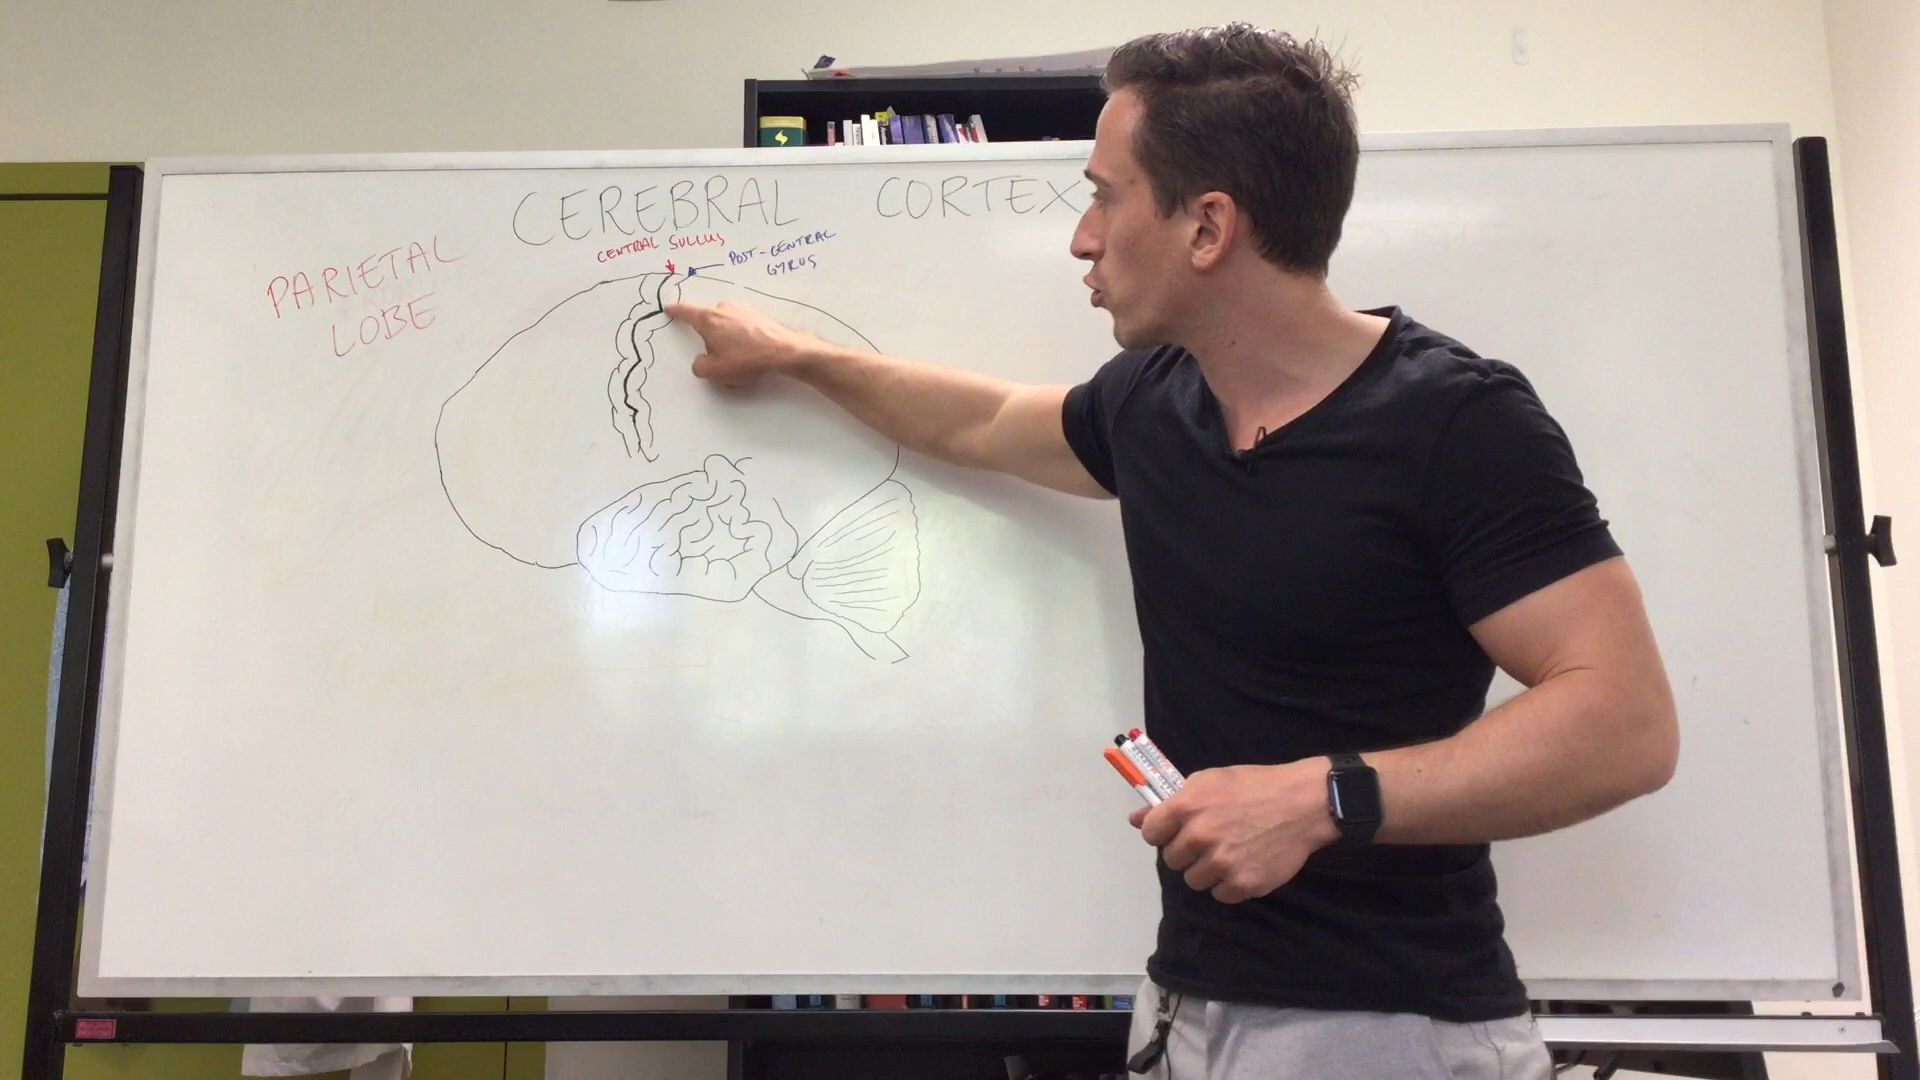 CEREBRAL CORTEX
PARIETAL
LOBE
CENTRAL SULCUS
POST-CENTRAL
GYRUS